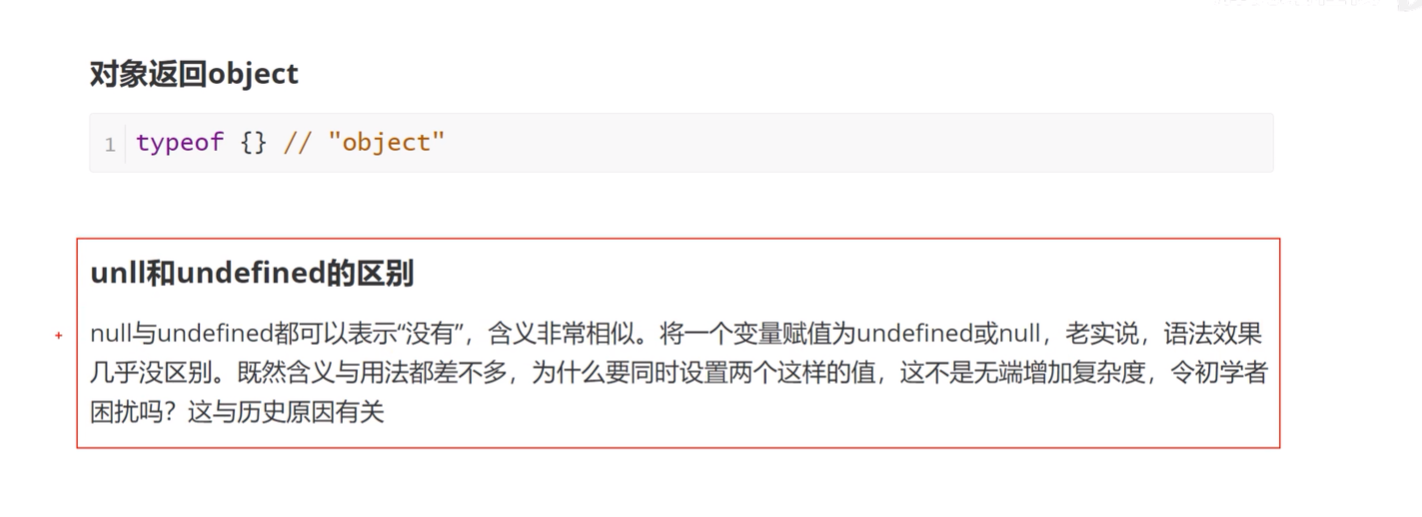 对象返回object
1 typeof {} // "object"
unll和undefined的区别
null与undefined都可以表示“没有”，含义非常相似。将一个变量赋值为undefined或null，老实说，语法效果
几乎没区别。既然含义与用法都差不多，为什么要同时设置两个这样的值，这不是无端增加复杂度，令初学者
困扰吗？这与历史原因有关